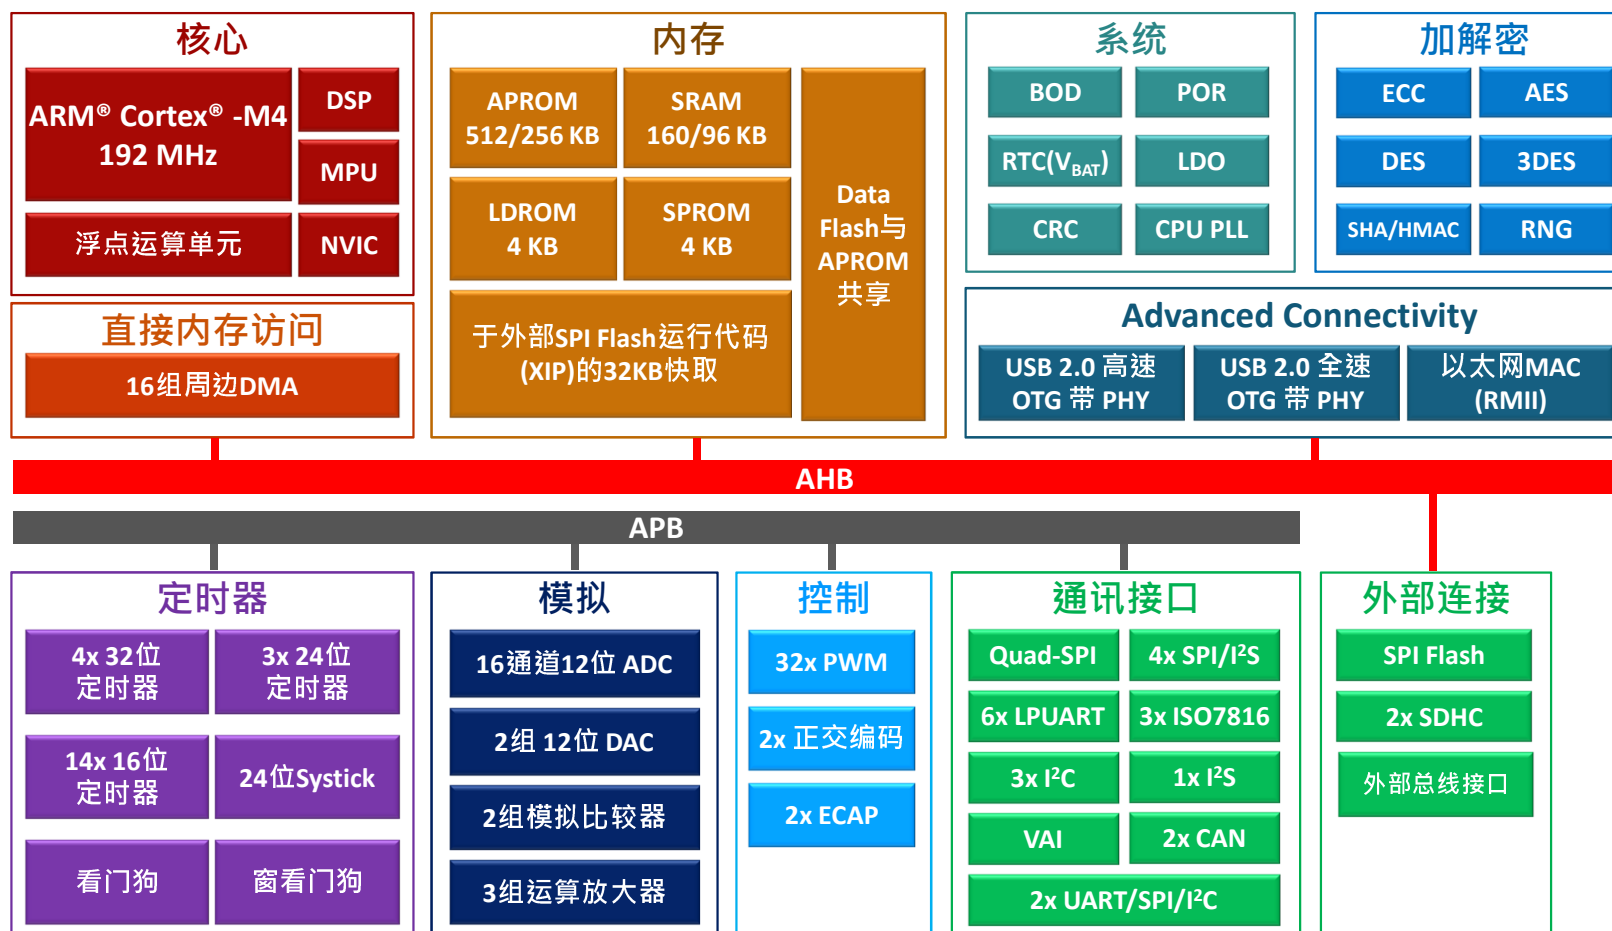 核心
ARM® Cortex® -M4
192 MHz
DSP
MPU
浮点运算单元
NVIC
直接内存访问
16组周边DMA
内存
APROM
512/256 KB
SRAM
160/96 KB
LDROM
4 KB
SPROM
4 KB
于外部SPI Flash运行代码
(XIP)的32KB快取
Data
Flash与
APROM
共享
系统
BOD
POR
RTC(V_BAT)
LDO
CRC
CPU PLL
加解密
ECC
AES
DES
3DES
SHA/HMAC
RNG
Advanced Connectivity
USB 2.0 高速
OTG 带 PHY
USB 2.0 全速
OTG 带 PHY
以太网MAC
(RMII)
AHB
APB
定时器
4x 32位
定时器
3x 24位
定时器
14x 16位
定时器
24位Systick
看门狗
窗看门狗
模拟
16通道12位 ADC
2组 12位 DAC
2组模拟比较器
3组运算放大器
控制
32x PWM
2x 正交编码
2x ECAP
通讯接口
Quad-SPI
4x SPI/I²S
6x LPUART
3x ISO7816
3x I²C
1x I²S
VAI
2x CAN
2x UART/SPI/I²C
外部连接
SPI Flash
2x SDHC
外部总线接口